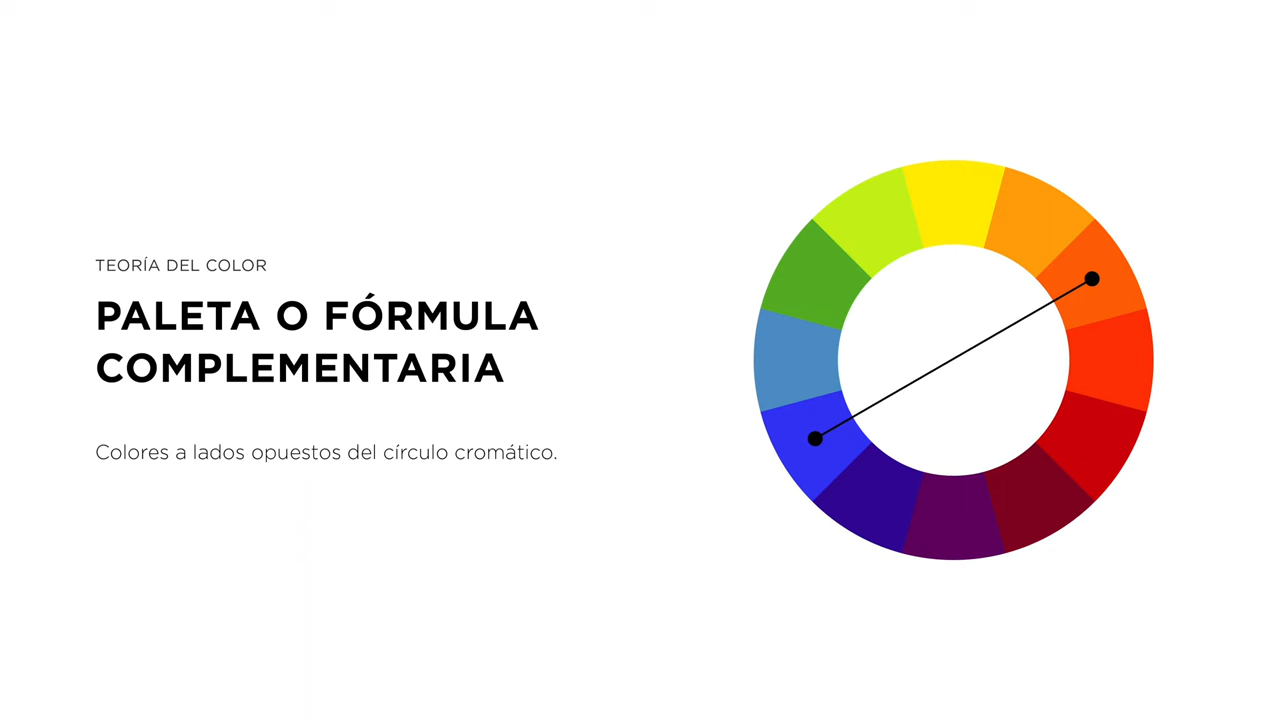 TEORÍA DEL COLOR
PALETA O FÓRMULA
COMPLEMENTARIA
Colores a lados opuestos del círculo cromático.